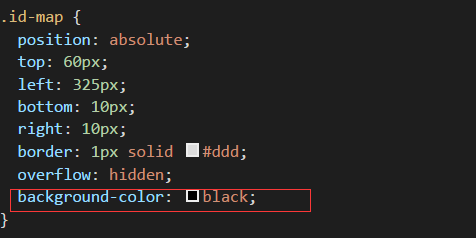 .id-map {
  position: absolute;
  top: 60px;
  left: 325px;
  bottom: 10px;
  right: 10px;
  border: 1px solid #ddd;
  overflow: hidden;
  background-color: black;
}